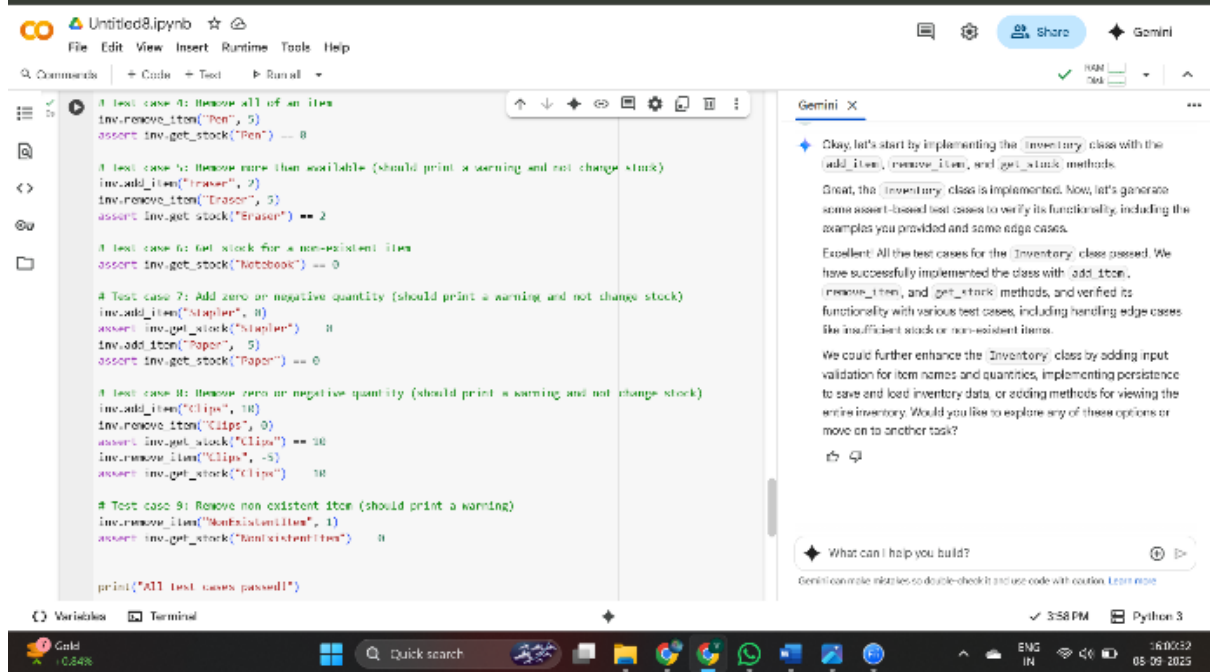 Untitled8.ipynb
File Edit View Insert Runtime Tools Help
Share
Gemini
Commands + Code + Text Run all
RAM
Disk
# Test case 4: Remove all of an item
inv.remove_item("Pen", 5)
assert inv.get_stock("Pen") == 0
# Test case 5: Remove more than available (should print a warning and not change stock)
inv.add_item("Eraser", 2)
inv.remove_item("Eraser", 5)
assert inv.get_stock("Eraser") == 2
# Test case 6: Get stock for a non-existent item
assert inv.get_stock("Notebook") == 0
# Test case 7: Add zero or negative quantity (should print a warning and not change stock)
inv.add_item("Stapler", 0)
assert inv.get_stock("Stapler") 0
inv.add_item("Paper", 5)
assert inv.get_stock("Paper") == 0
# Test case 8: Remove zero or negative quantity (should print a warning and not change stock)
inv.add_item("Clips", 10)
inv.remove_item("Clips", 0)
assert inv.get_stock("Clips") == 10
inv.remove_item("Clips", -5)
assert inv.get_stock("Clips") 10
# Test case 9: Remove non existent item (should print a warning)
inv.remove_item("NonExistentItem", 1)
assert inv.get_stock("NonExistentItem") 0
print("All test cases passed!")
Gemini
Okay, let's start by implementing the Inventory class with the
add_item, remove_item, and get_stock methods.
Great, the Inventory class is implemented. Now, let's generate
some assert-based test cases to verify its functionality, including the
examples you provided and some edge cases.
Excellent! All the test cases for the Inventory class passed. We
have successfully implemented the class with add_item,
remove_item, and get_stock methods, and verified its
functionality with various test cases, including handling edge cases
like insufficient stock or non-existent items.
We could further enhance the Inventory class by adding input
validation for item names and quantities, implementing persistence
to save and load inventory data, or adding methods for viewing the
entire inventory. Would you like to explore any of these options or
move on to another task?
What can I help you build?
Gemini can make mistakes so double-check it and use code with caution. Learn more
Variables Terminal
3:58 PM Python 3
Gold
+0.84%
Quick search
ENG
IN
16:00:32
08-09-2025